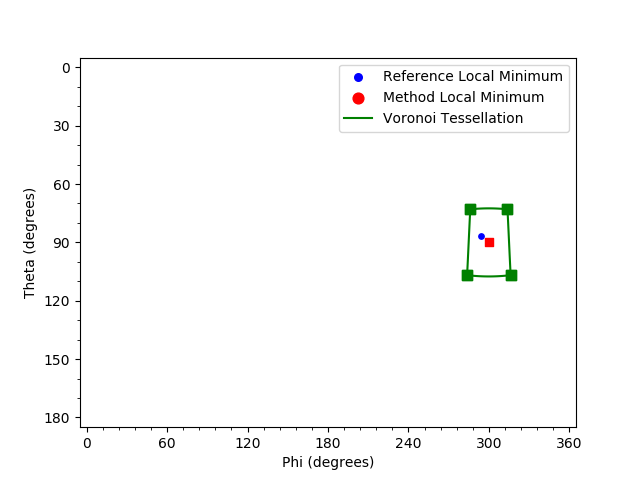 Reference Local Minimum
Method Local Minimum
Voronoi Tessellation
0
30
60
90
120
150
180
Theta (degrees)
0 60 120 180 240 300 360
Phi (degrees)